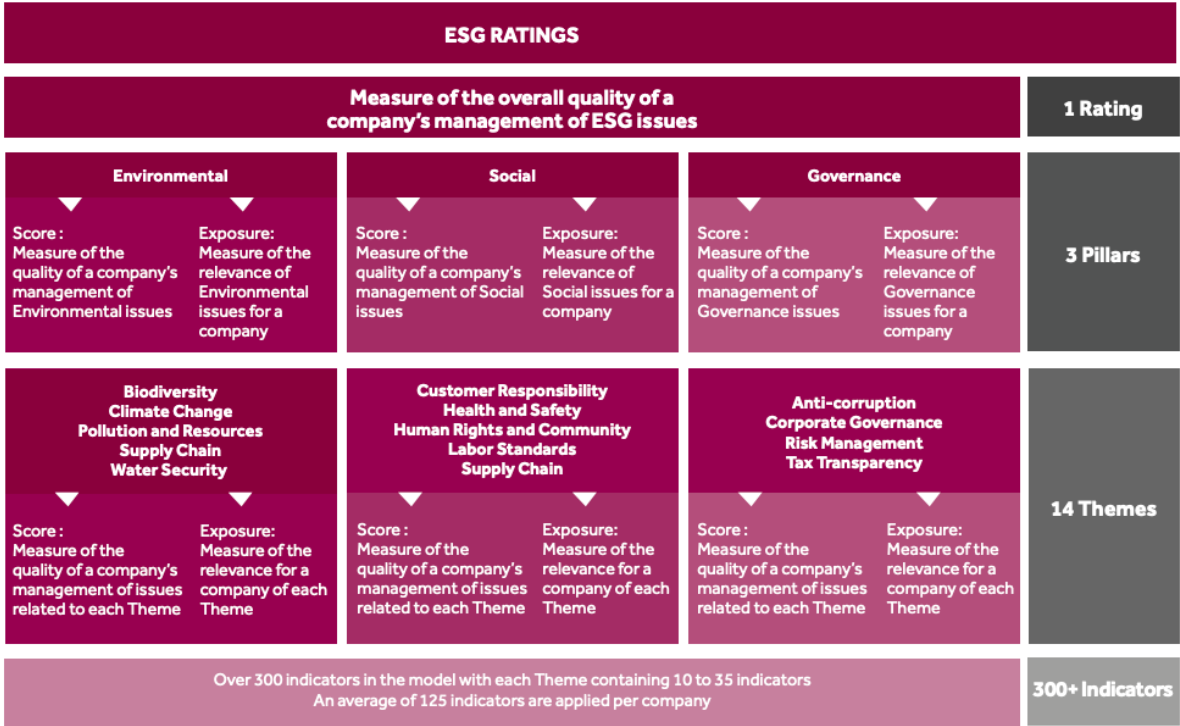 ESG RATINGS
Measure of the overall quality of a
company's management of ESG issues
1 Rating
Environmental
Score :
Measure of the
quality of a company's
management of
Environmental issues
Exposure:
Measure of the
relevance of
Environmental
issues for a
company
Social
Score :
Measure of the
quality of a company's
management of Social
issues
Exposure:
Measure of the
relevance of
Social issues for a
company
Governance
Score :
Measure of the
quality of a company's
management of
Governance issues
Exposure:
Measure of the
relevance of
Governance
issues for a
company
3 Pillars
Biodiversity
Climate Change
Pollution and Resources
Supply Chain
Water Security
Score :
Measure of the
quality of a company's
management of issues
related to each Theme
Exposure:
Measure of the
relevance for a
company of each
Theme
Customer Responsibility
Health and Safety
Human Rights and Community
Labor Standards
Supply Chain
Score :
Measure of the
quality of a company's
management of issues
related to each Theme
Exposure:
Measure of the
relevance for a
company of each
Theme
Anti-corruption
Corporate Governance
Risk Management
Tax Transparency
Score :
Measure of the
quality of a company's
management of issues
related to each Theme
Exposure:
Measure of the
relevance for a
company of each
Theme
14 Themes
Over 300 indicators in the model with each Theme containing 10 to 35 indicators
An average of 125 indicators are applied per company
300+ Indicators